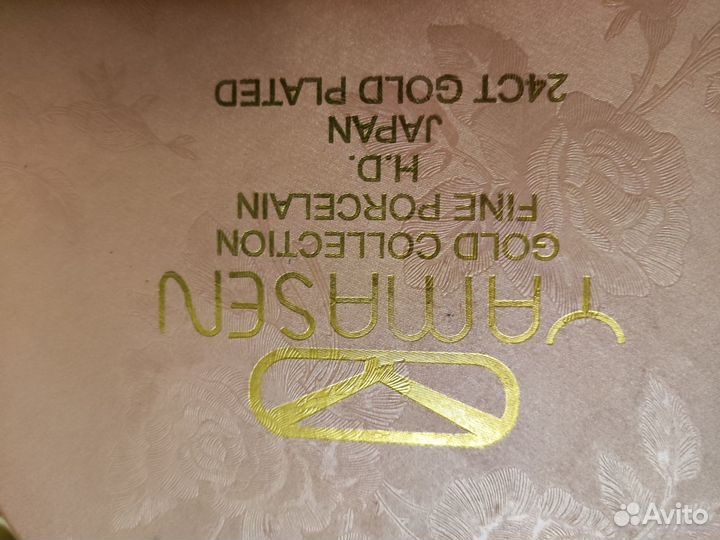 YAMASEN
GOLD COLLECTION
FINE PORCELAIN
H.D.
JAPAN
24CT GOLD PLATED
Avito